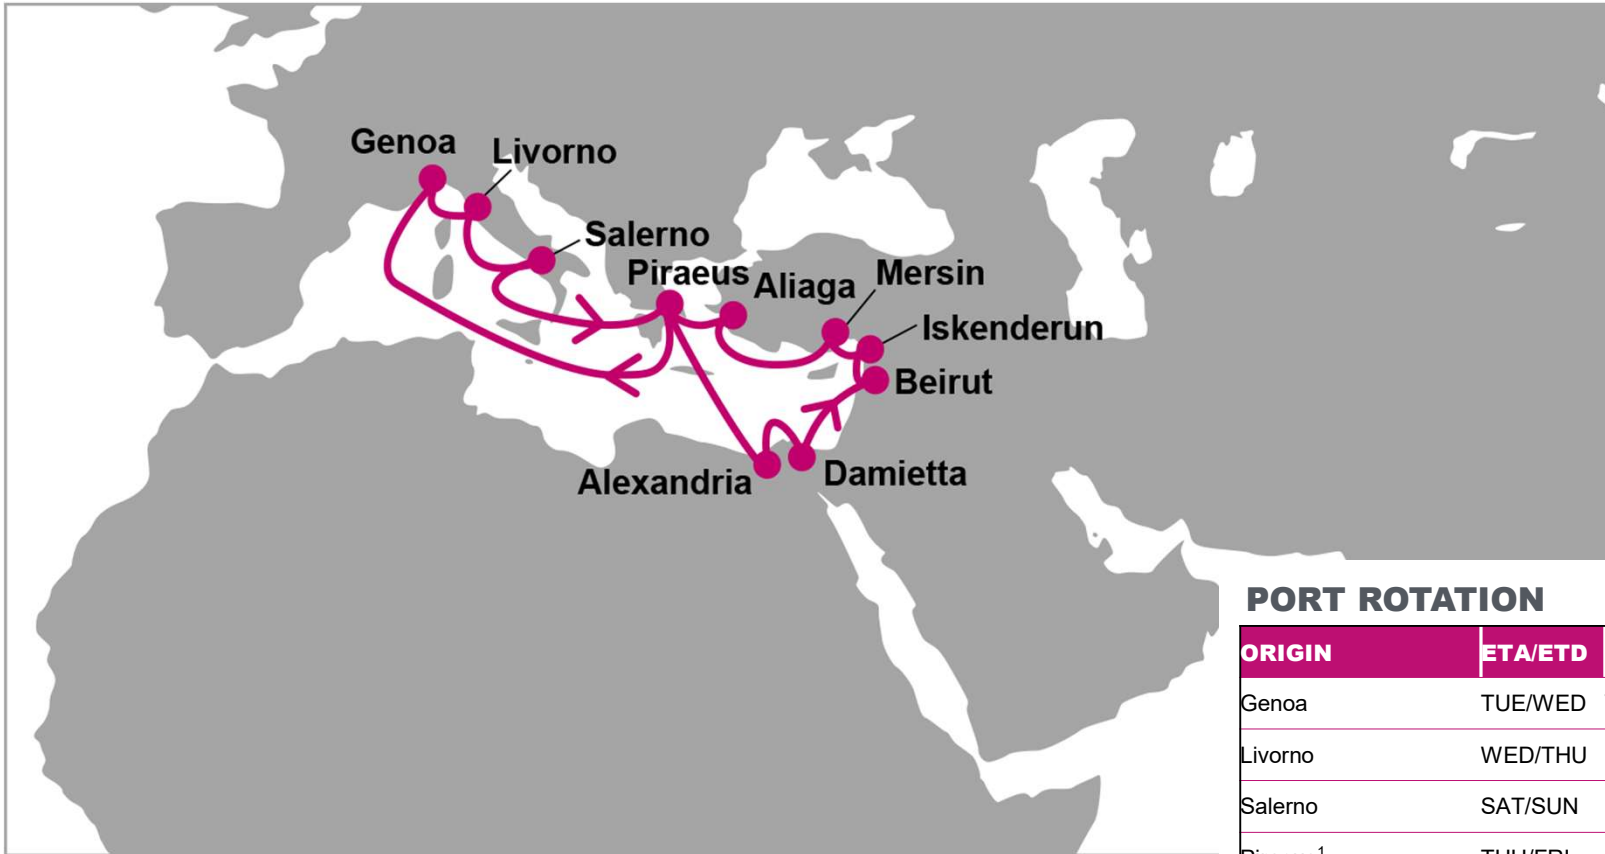 Genoa
Livorno
Salerno
Piraeus
Aliaga
Mersin
Iskenderun
Beirut
Alexandria
Damietta
PORT ROTATION
ORIGIN ETA/ETD
Genoa TUE/WED
Livorno WED/THU
Salerno SAT/SUN